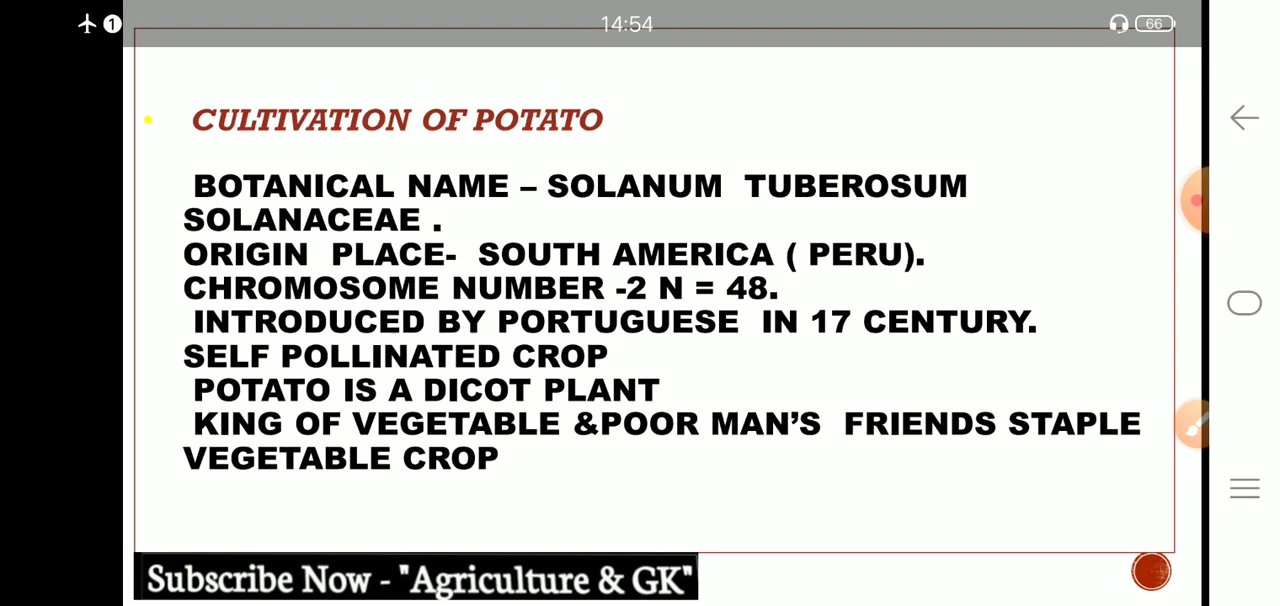 1
14:54
66
CULTIVATION OF POTATO
BOTANICAL NAME – SOLANUM TUBEROSUM
SOLANACEAE .
ORIGIN PLACE- SOUTH AMERICA ( PERU).
CHROMOSOME NUMBER -2 N = 48.
INTRODUCED BY PORTUGUESE IN 17 CENTURY.
SELF POLLINATED CROP
POTATO IS A DICOT PLANT
KING OF VEGETABLE &POOR MAN’S FRIENDS STAPLE
VEGETABLE CROP
Subscribe Now - "Agriculture & GK"